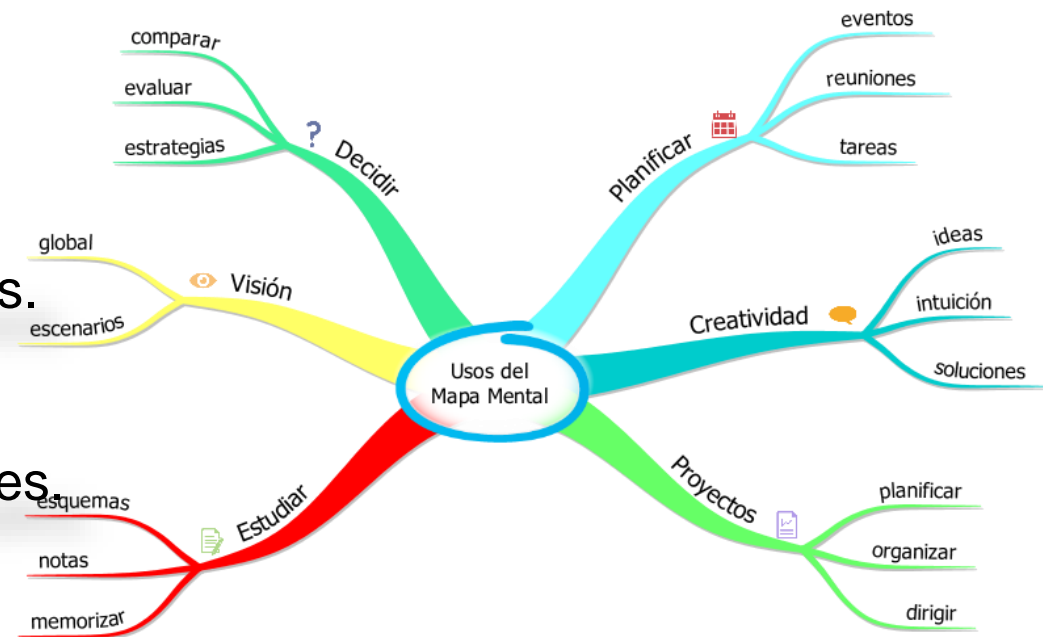 comparar
evaluar
estrategias
Decidir
eventos
reuniones
tareas
Planificar
global
escenarios
Visión
s.
ideas
intuición
soluciones
Creatividad
Usos del
Mapa Mental
es.
esquemas
notas
memorizar
Estudiar
Proyectos
planificar
organizar
dirigir